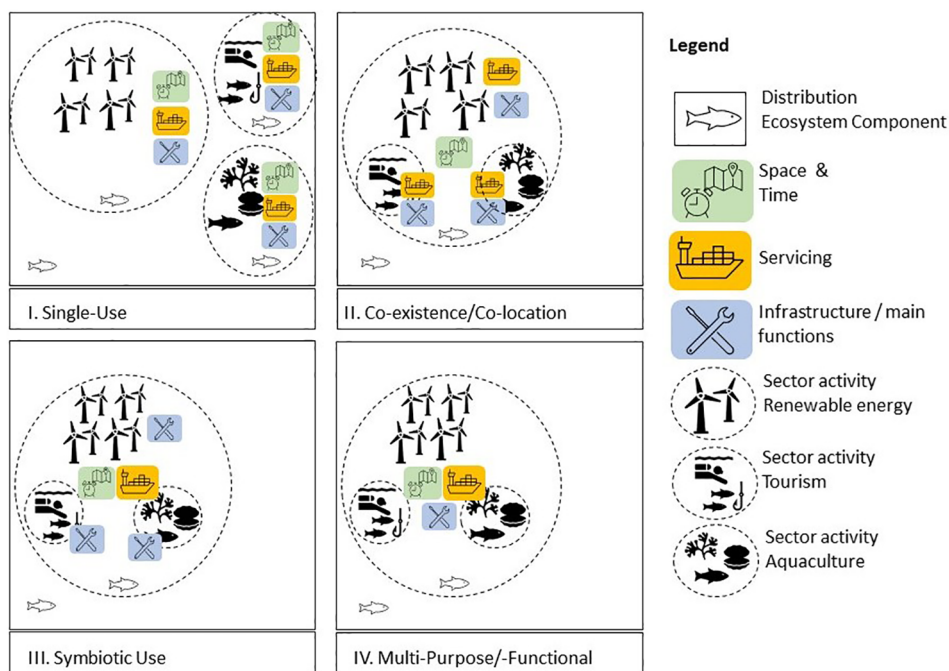 I. Single-Use
II. Co-existence/Co-location
III. Symbiotic Use
IV. Multi-Purpose/-Functional
Legend
Distribution
Ecosystem Component
Space &
Time
Servicing
Infrastructure / main
functions
Sector activity
Renewable energy
Sector activity
Tourism
Sector activity
Aquaculture